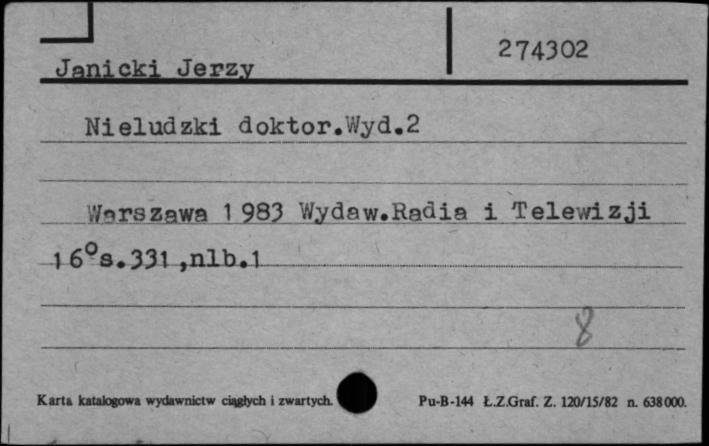 274302
Janicki Jerzy
Nieludzki doktor.Wyd.2
Warszawa 1983 Wydaw.Radia i Telewizji
16°s.331,nlb.1
8
Karta katalogowa wydawnictw ciągłych i zwartych. Pu-B-144 Ł.Z.Graf. Z. 120/15/82 n. 638000.